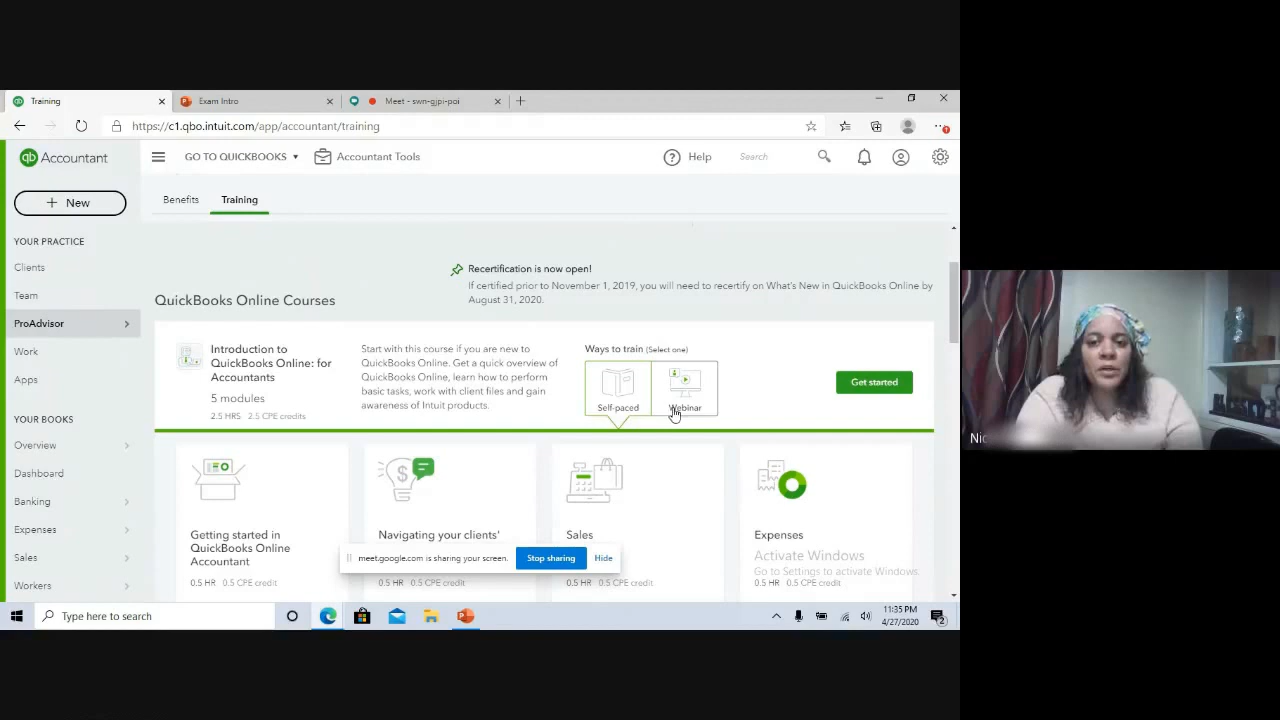 Training
Exam Intro
Meet - swn-gjpi-poi
https://c1.qbo.intuit.com/app/accountant/training
qb Accountant
GO TO QUICKBOOKS
Accountant Tools
? Help
Search
+ New
Benefits
Training
YOUR PRACTICE
Clients
Team
ProAdvisor
Work
Apps
YOUR BOOKS
Overview
Dashboard
Banking
Expenses
Sales
Workers
Recertification is now open!
If certified prior to November 1, 2019, you will need to recertify on What's New in QuickBooks Online by
August 31, 2020.
QuickBooks Online Courses
Introduction to
QuickBooks Online: for
Accountants
5 modules
2.5 HRS 2.5 CPE credits
Start with this course if you are new to
QuickBooks Online. Get a quick overview of
QuickBooks Online, learn how to perform
basic tasks, work with client files and gain
awareness of Intuit products.
Ways to train (Select one)
Self-paced
Webinar
Get started
Getting started in
QuickBooks Online
Accountant
0.5 HR 0.5 CPE credit
Navigating your clients'
Sales
0.5 HR 0.5 CPE credit
Expenses
0.5 HR 0.5 CPE credit
meet.google.com is sharing your screen.
Stop sharing
Hide
Activate Windows
Go to Settings to activate Windows.
Type here to search
11:35 PM
4/27/2020
2
Nic